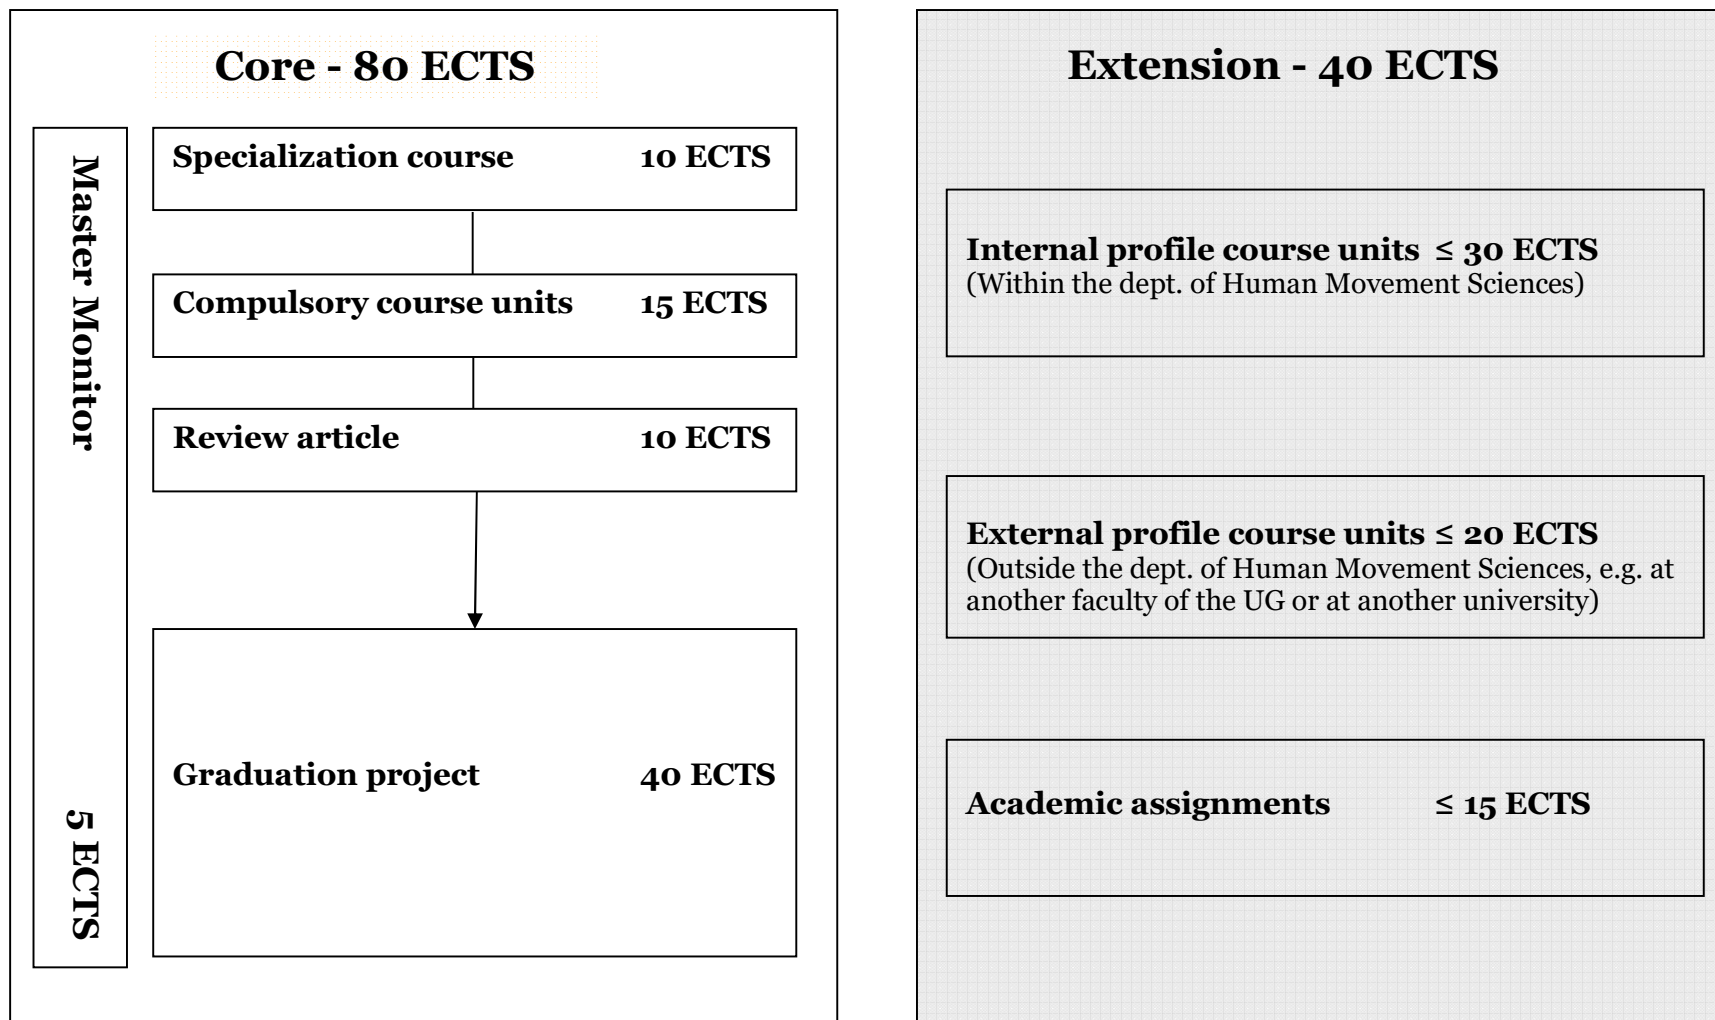 Core - 80 ECTS
Master Monitor 5 ECTS
Specialization course 10 ECTS
Compulsory course units 15 ECTS
Review article 10 ECTS
Graduation project 40 ECTS
Extension - 40 ECTS
Internal profile course units ≤ 30 ECTS
(Within the dept. of Human Movement Sciences)
External profile course units ≤ 20 ECTS
(Outside the dept. of Human Movement Sciences, e.g. at
another faculty of the UG or at another university)
Academic assignments ≤ 15 ECTS